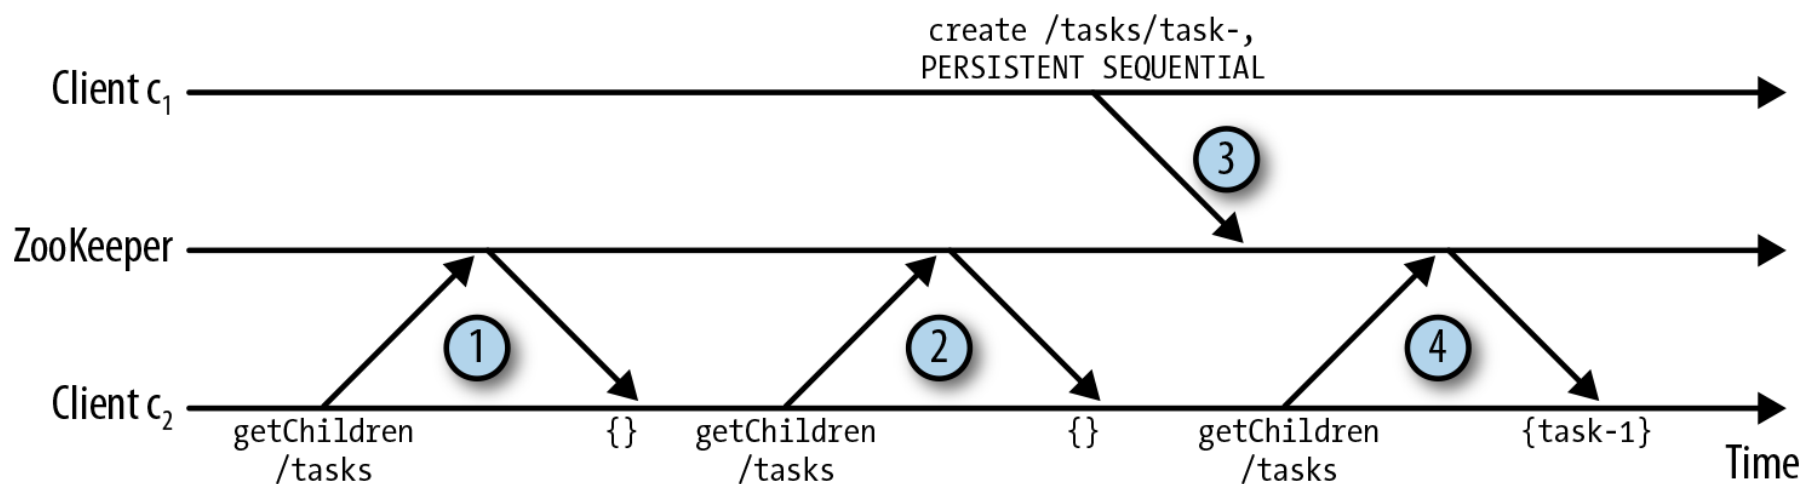 create /tasks/task-,
PERSISTENT SEQUENTIAL
Client c₁
3
ZooKeeper
1
2
4
Client c₂
getChildren
/tasks
{}
getChildren
/tasks
{}
getChildren
/tasks
{task-1}
Time